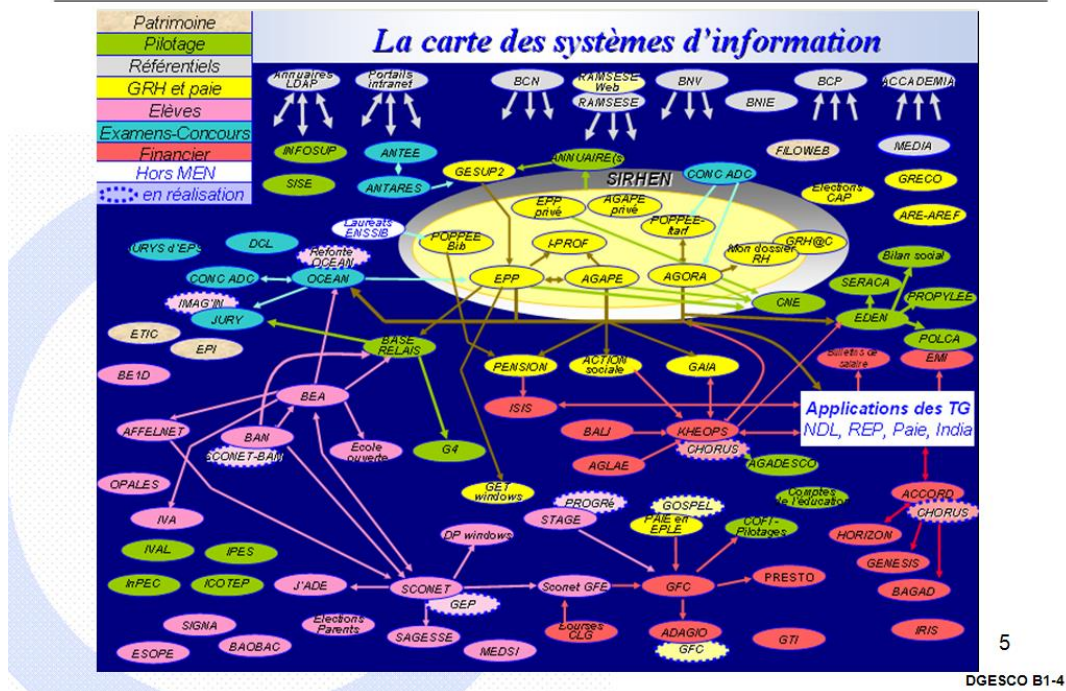 Patrimoine
Pilotage
Référentiels
GRH et paie
Elèves
Examens-Concours
Financier
Hors MEN
en réalisation
La carte des systèmes d'information
Annuaires
LDAP
Portails
intranet
BCN
RAMSESE
Web
RAMSESE
BNV
BNIE
BCP
ACCADEMIA
INFOSUP
ANTEE
GESUP2
ANNUAIRE(s)
FILOWEB
MEDIA
SISE
ANTARES
SIRHEN
CONC ADC
GRECO
Elections
CAP
EPP
privé
AGAPE
privé
ARE-AREF
Lauréats
ENSSIB
POPPEE-
Itarf
POPPEE
Bib
I-PROF
Mon dossier
RH
GRH@C
JURYS d'EPS
DCL
Refonte
OCEAN
Bilan social
CONC ADC
OCEAN
EPP
AGAPE
AGORA
SERACA
IMAG'IN
CNE
PROPYLEE
JURY
EDEN
ETIC
EPI
BASE
RELAIS
POLCA
BE1D
PENSION
ACTION
sociale
GAIA
Bulletins de
salaire
EMI
BEA
ISIS
Applications des TG
NDL, REP, Paie, India
AFFELNET
BAN
SCONET-BAN
Ecole
ouverte
G4
BALI
KHEOPS
CHORUS
AGLAE
AGADESCO
OPALES
GET
windows
PROGRé
GOSPEL
Comptes
de l'éducation
ACCORD
CHORUS
IVA
STAGE
PAIE en
EPLE
COFI-
Pilotages
HORIZON
DP windows
IVAL
IPES
GENESIS
InPEC
ICOTEP
J'ADE
SCONET
GEP
Sconet GFE
GFC
PRESTO
BAGAD
SIGNA
Elections
Parents
SAGESSE
Bourses
CLG
ADAGIO
GFC
GTI
IRIS
ESOPE
BAOBAC
MEDSI
5
DGESCO B1-4